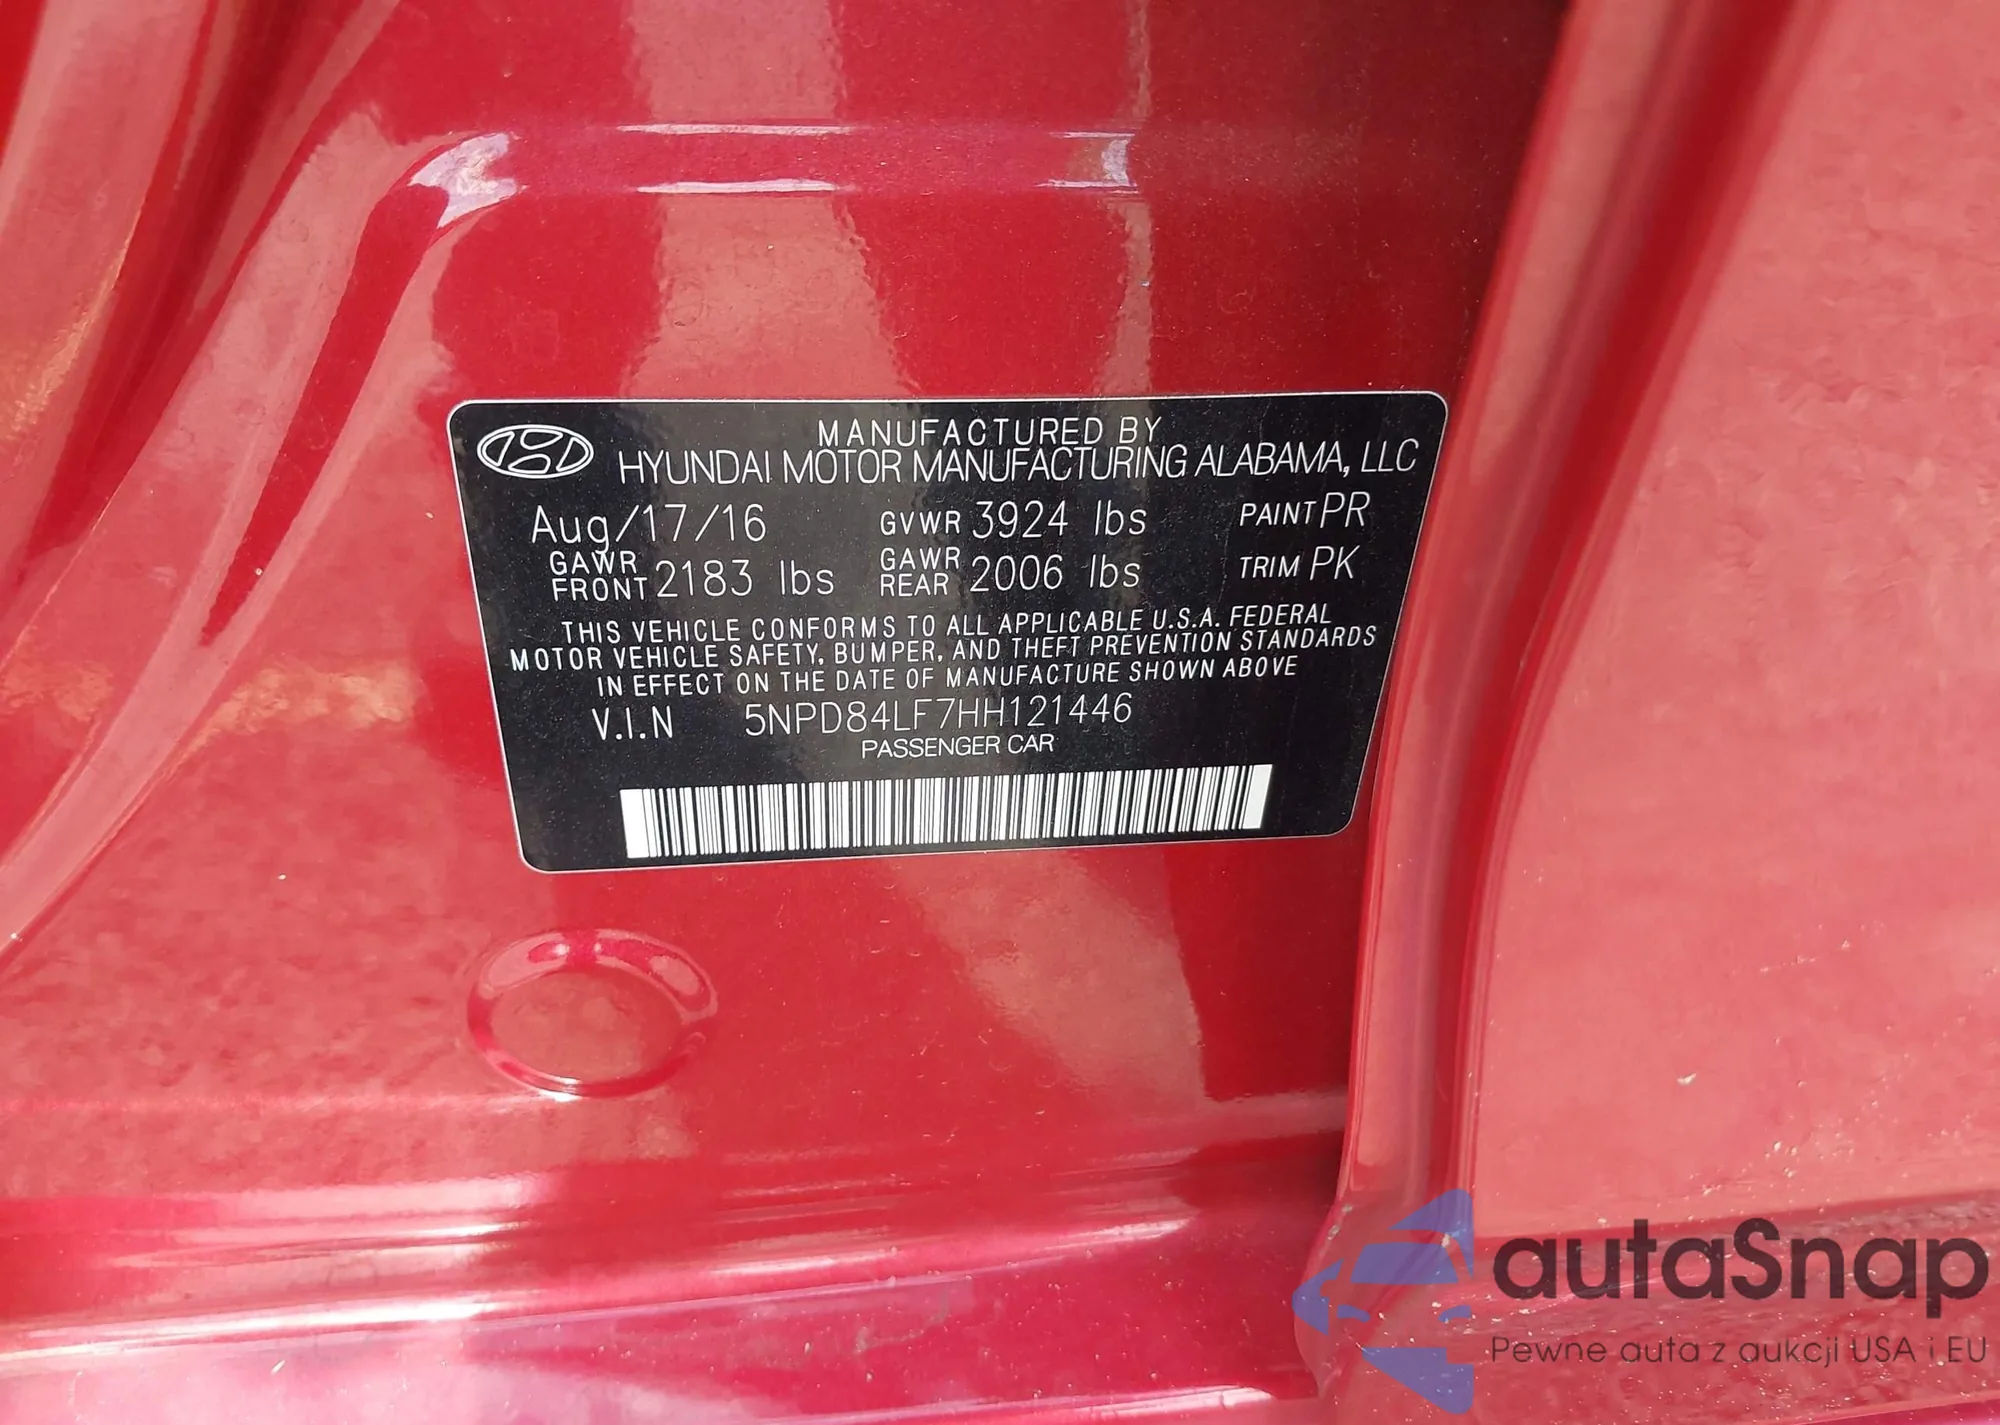 MANUFACTURED BY
HYUNDAI MOTOR MANUFACTURING ALABAMA, LLC
Aug/17/16 GVWR 3924 lbs PAINT PR
GAWR FRONT 2183 lbs GAWR REAR 2006 lbs TRIM PK
THIS VEHICLE CONFORMS TO ALL APPLICABLE U.S.A. FEDERAL
MOTOR VEHICLE SAFETY, BUMPER, AND THEFT PREVENTION STANDARDS
IN EFFECT ON THE DATE OF MANUFACTURE SHOWN ABOVE
V.I.N 5NPD84LF7HH121446
PASSENGER CAR
autaSnap
Pewne auta z aukcji USA i EU